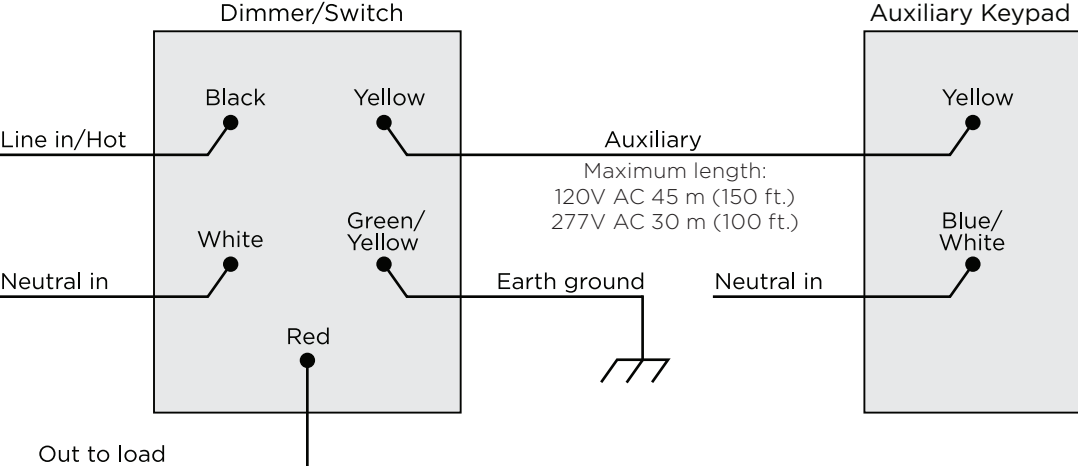 Dimmer/Switch
Auxiliary Keypad
Black
Yellow
Yellow
Line in/Hot
Auxiliary
Maximum length:
120V AC 45 m (150 ft.)
277V AC 30 m (100 ft.)
White
Green/
Yellow
Blue/
White
Neutral in
Earth ground
Neutral in
Red
Out to load